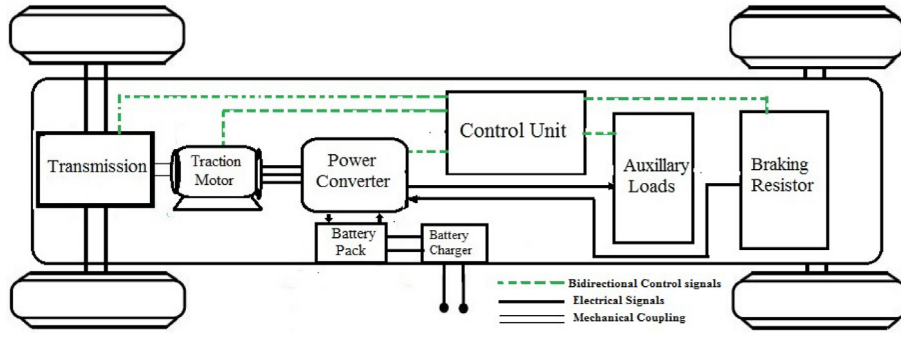 Control Unit
Transmission
Traction
Motor
Power
Converter
Auxillary
Loads
Braking
Resistor
Battery
Pack
Battery
Charger
Bidirectional Control signals
Electrical Signals
Mechanical Coupling